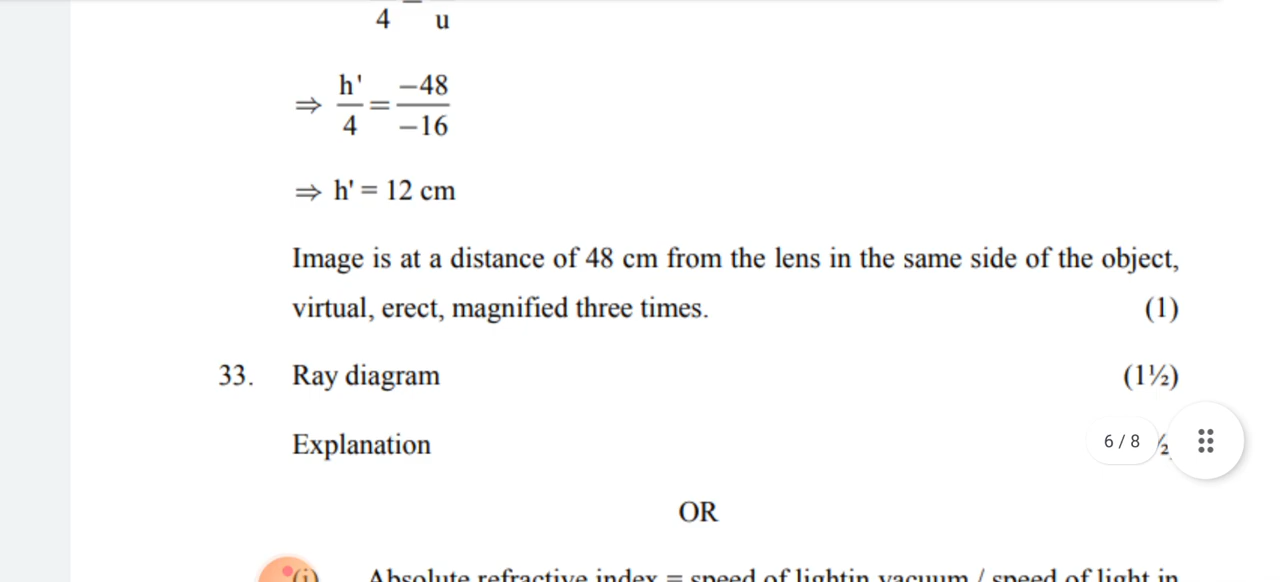 4 u
⇒ h'/4 = −48/−16
⇒ h' = 12 cm
Image is at a distance of 48 cm from the lens in the same side of the object,
virtual, erect, magnified three times. (1)
33. Ray diagram (1½)
Explanation
6 / 8
OR
(i) Absolute refractive index = speed of lightin vacuum / speed of light in